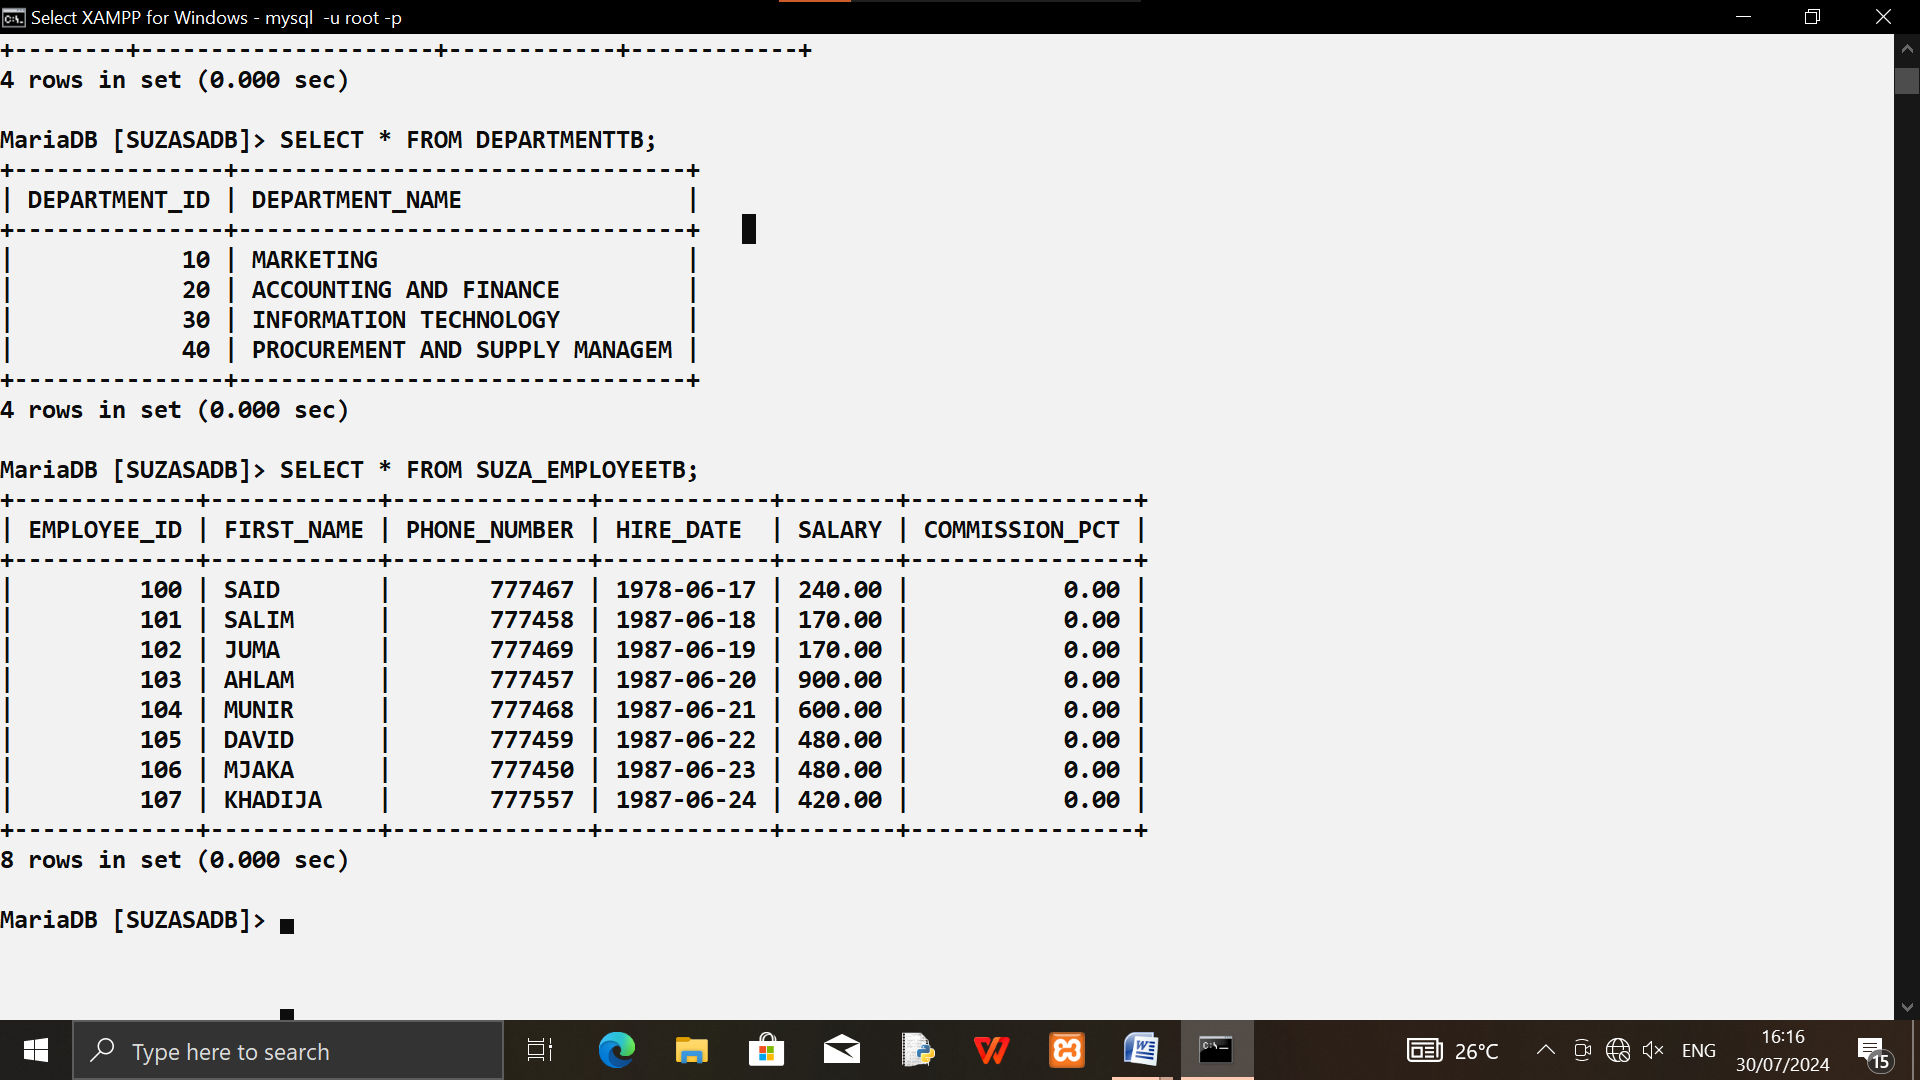 Select XAMPP for Windows - mysql  -u root -p
+--------+---------------------+------------+------------+
4 rows in set (0.000 sec)
MariaDB [SUZASADB]> SELECT * FROM DEPARTMENTTB;
+---------------+--------------------------------+
| DEPARTMENT_ID | DEPARTMENT_NAME                |
+---------------+--------------------------------+
|            10 | MARKETING                      |
|            20 | ACCOUNTING AND FINANCE         |
|            30 | INFORMATION TECHNOLOGY         |
|            40 | PROCUREMENT AND SUPPLY MANAGEM |
+---------------+--------------------------------+
4 rows in set (0.000 sec)
MariaDB [SUZASADB]> SELECT * FROM SUZA_EMPLOYEETB;
+-------------+------------+--------------+------------+--------+----------------+
| EMPLOYEE_ID | FIRST_NAME | PHONE_NUMBER | HIRE_DATE  | SALARY | COMMISSION_PCT |
+-------------+------------+--------------+------------+--------+----------------+
|         100 | SAID       |       777467 | 1978-06-17 | 240.00 |           0.00 |
|         101 | SALIM      |       777458 | 1987-06-18 | 170.00 |           0.00 |
|         102 | JUMA       |       777469 | 1987-06-19 | 170.00 |           0.00 |
|         103 | AHLAM      |       777457 | 1987-06-20 | 900.00 |           0.00 |
|         104 | MUNIR      |       777468 | 1987-06-21 | 600.00 |           0.00 |
|         105 | DAVID      |       777459 | 1987-06-22 | 480.00 |           0.00 |
|         106 | MJAKA      |       777450 | 1987-06-23 | 480.00 |           0.00 |
|         107 | KHADIJA    |       777557 | 1987-06-24 | 420.00 |           0.00 |
+-------------+------------+--------------+------------+--------+----------------+
8 rows in set (0.000 sec)
MariaDB [SUZASADB]>
Type here to search
26°C
ENG
16:16
30/07/2024
15